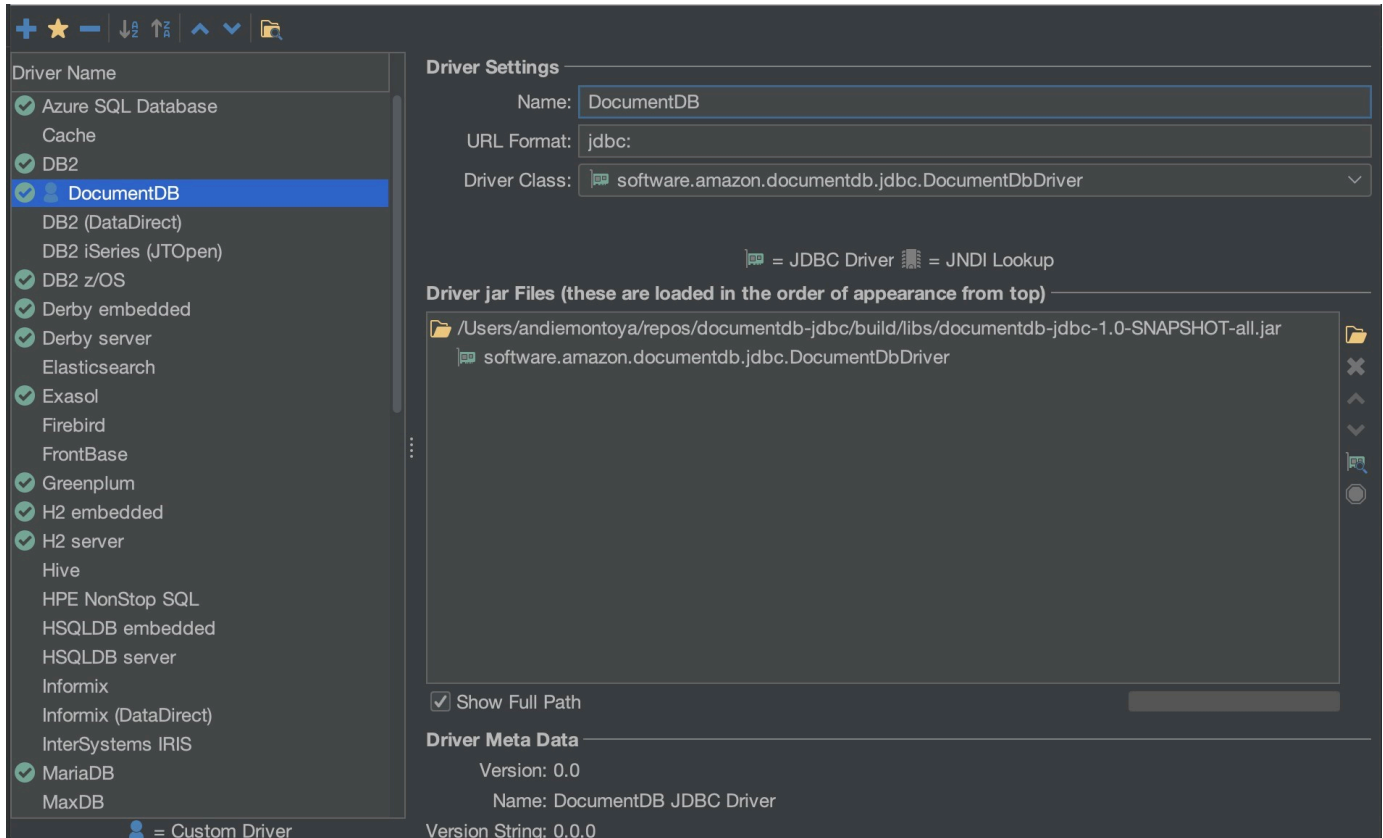 Driver Name
Azure SQL Database
Cache
DB2
DocumentDB
DB2 (DataDirect)
DB2 iSeries (JTOpen)
DB2 z/OS
Derby embedded
Derby server
Elasticsearch
Exasol
Firebird
FrontBase
Greenplum
H2 embedded
H2 server
Hive
HPE NonStop SQL
HSQLDB embedded
HSQLDB server
Informix
Informix (DataDirect)
InterSystems IRIS
MariaDB
MaxDB
= Custom Driver
Driver Settings
Name: DocumentDB
URL Format: jdbc:
Driver Class: software.amazon.documentdb.jdbc.DocumentDbDriver
= JDBC Driver = JNDI Lookup
Driver jar Files (these are loaded in the order of appearance from top)
/Users/andiemontoya/repos/documentdb-jdbc/build/libs/documentdb-jdbc-1.0-SNAPSHOT-all.jar
software.amazon.documentdb.jdbc.DocumentDbDriver
Show Full Path
Driver Meta Data
Version: 0.0
Name: DocumentDB JDBC Driver
Version String: 0.0.0